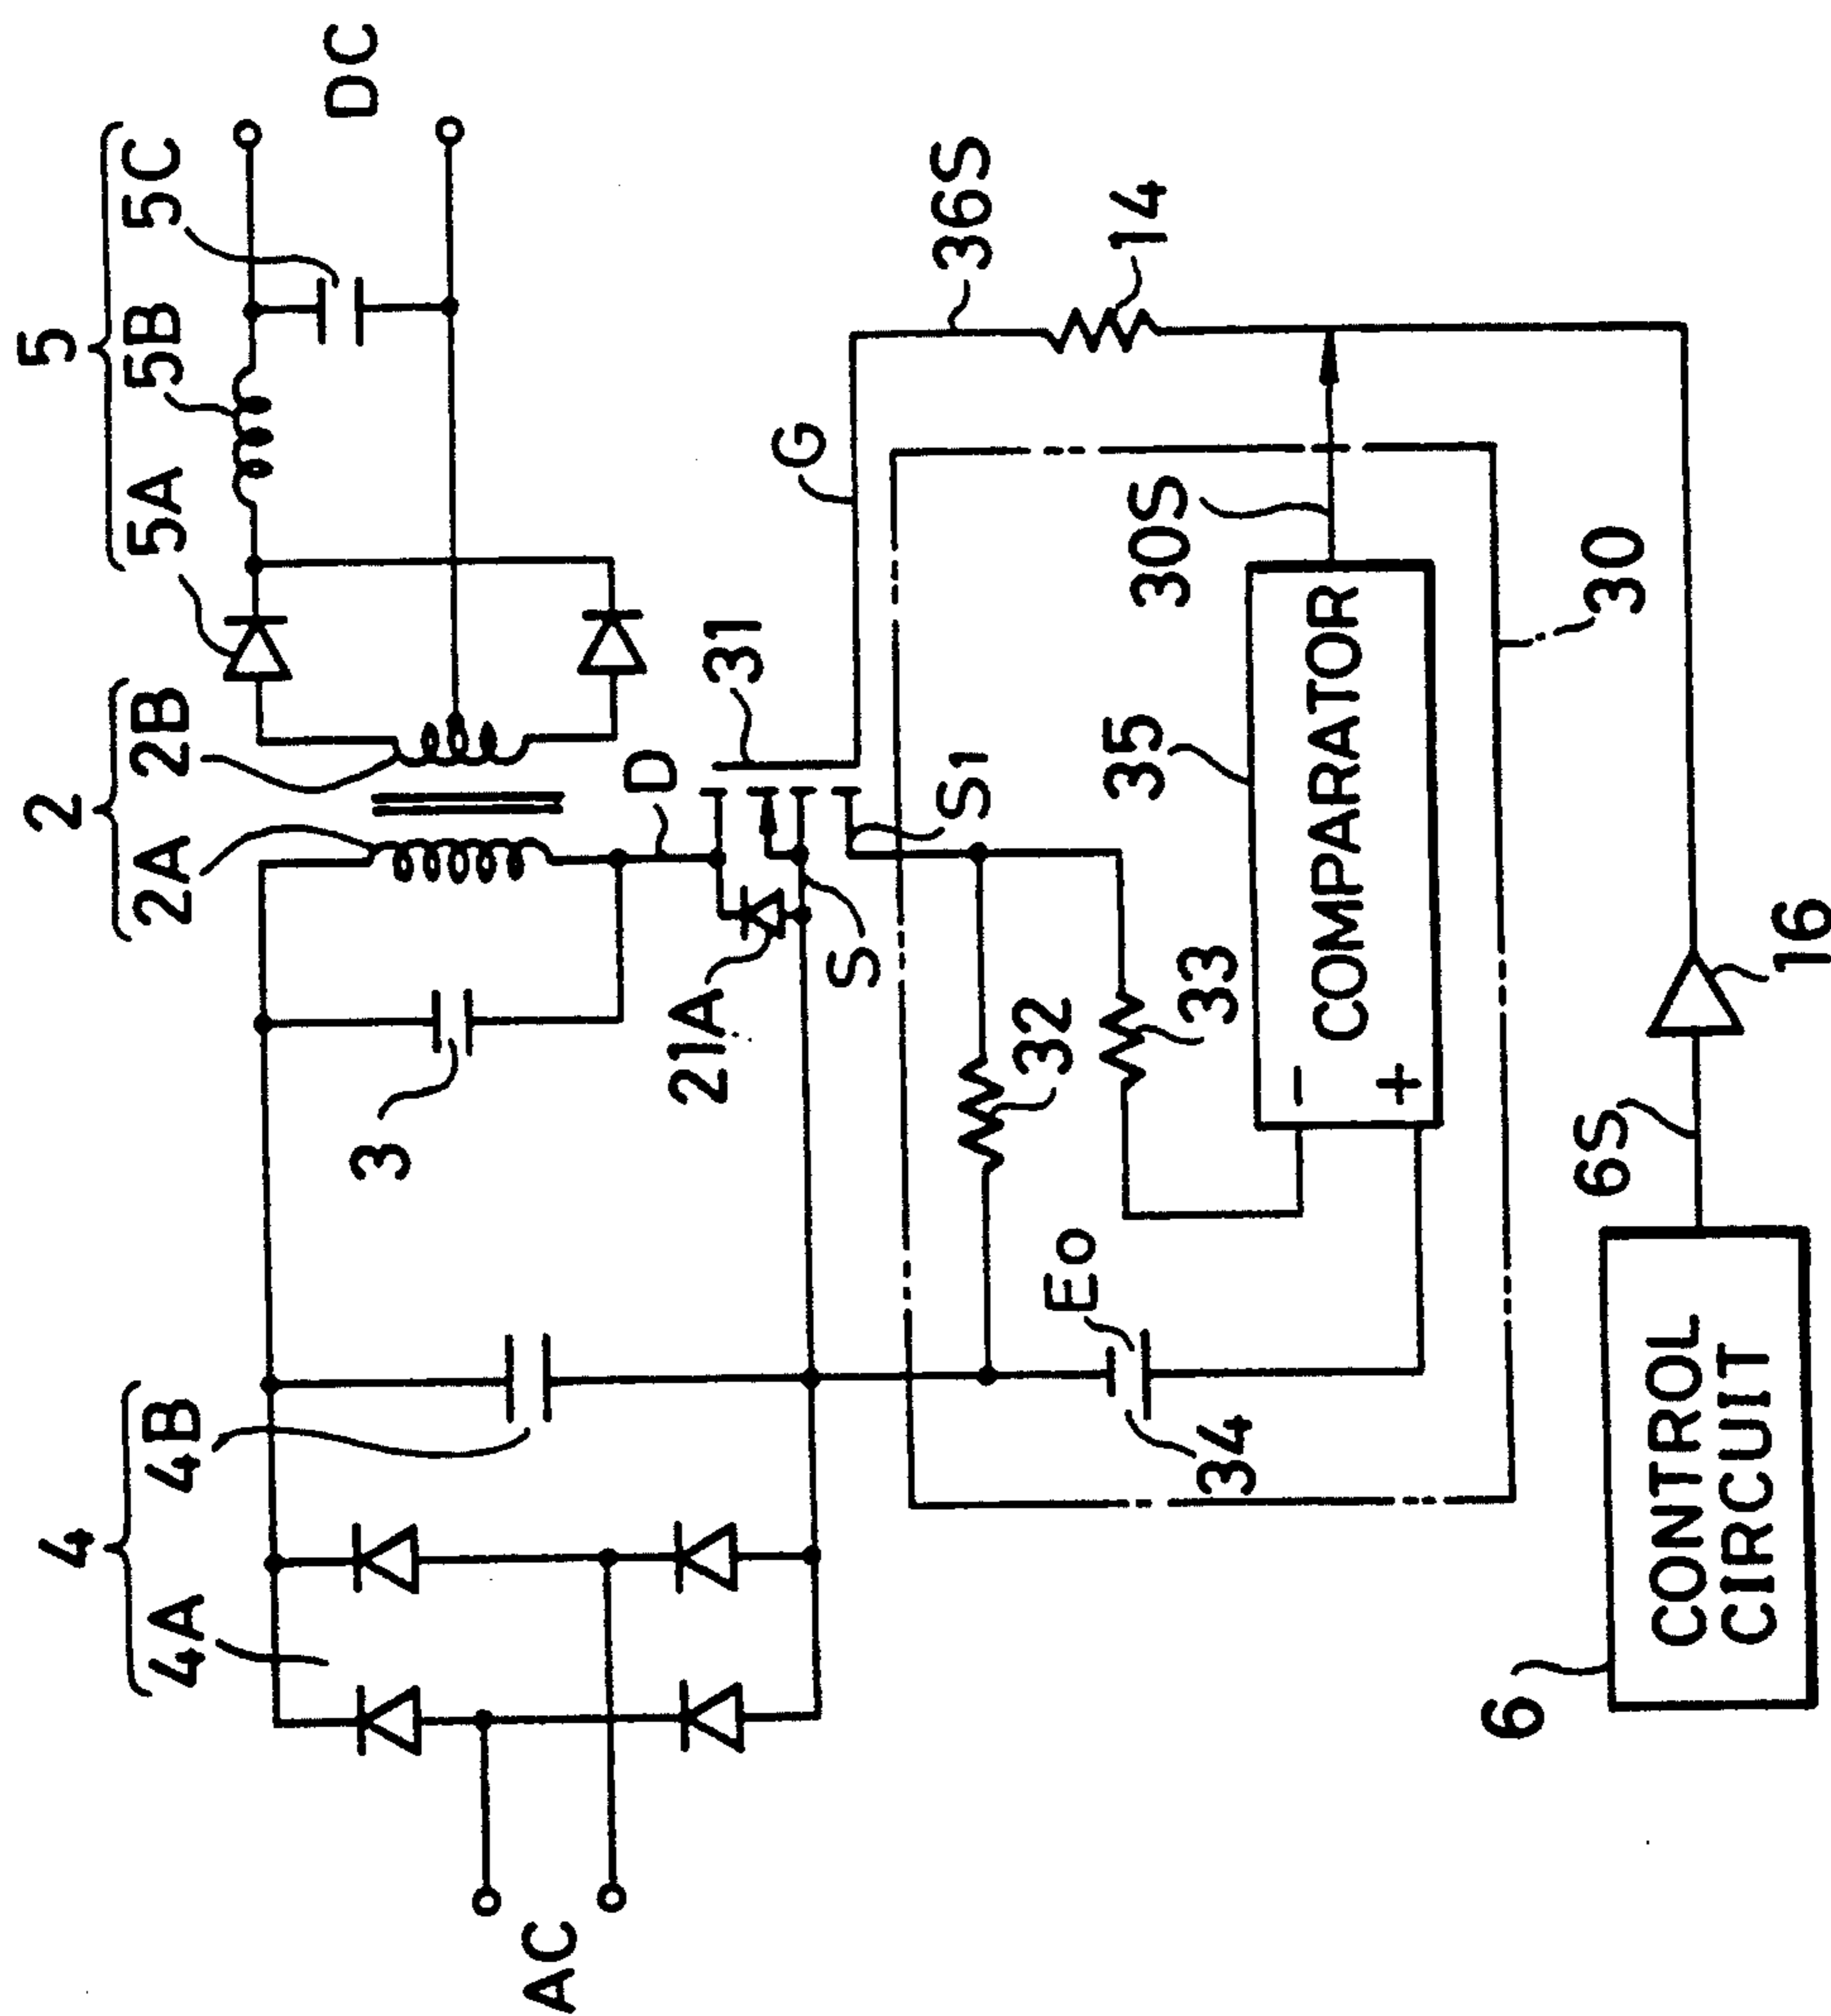 2
5
4
2A 2B
5A 5B 5C
4A 4B
DC
3
D
31
21A
S
G
36S
AC
S1
14
32
30S
E0
33
35
34
COMPARATOR
- +
30
6S
6
16
CONTROL
CIRCUIT